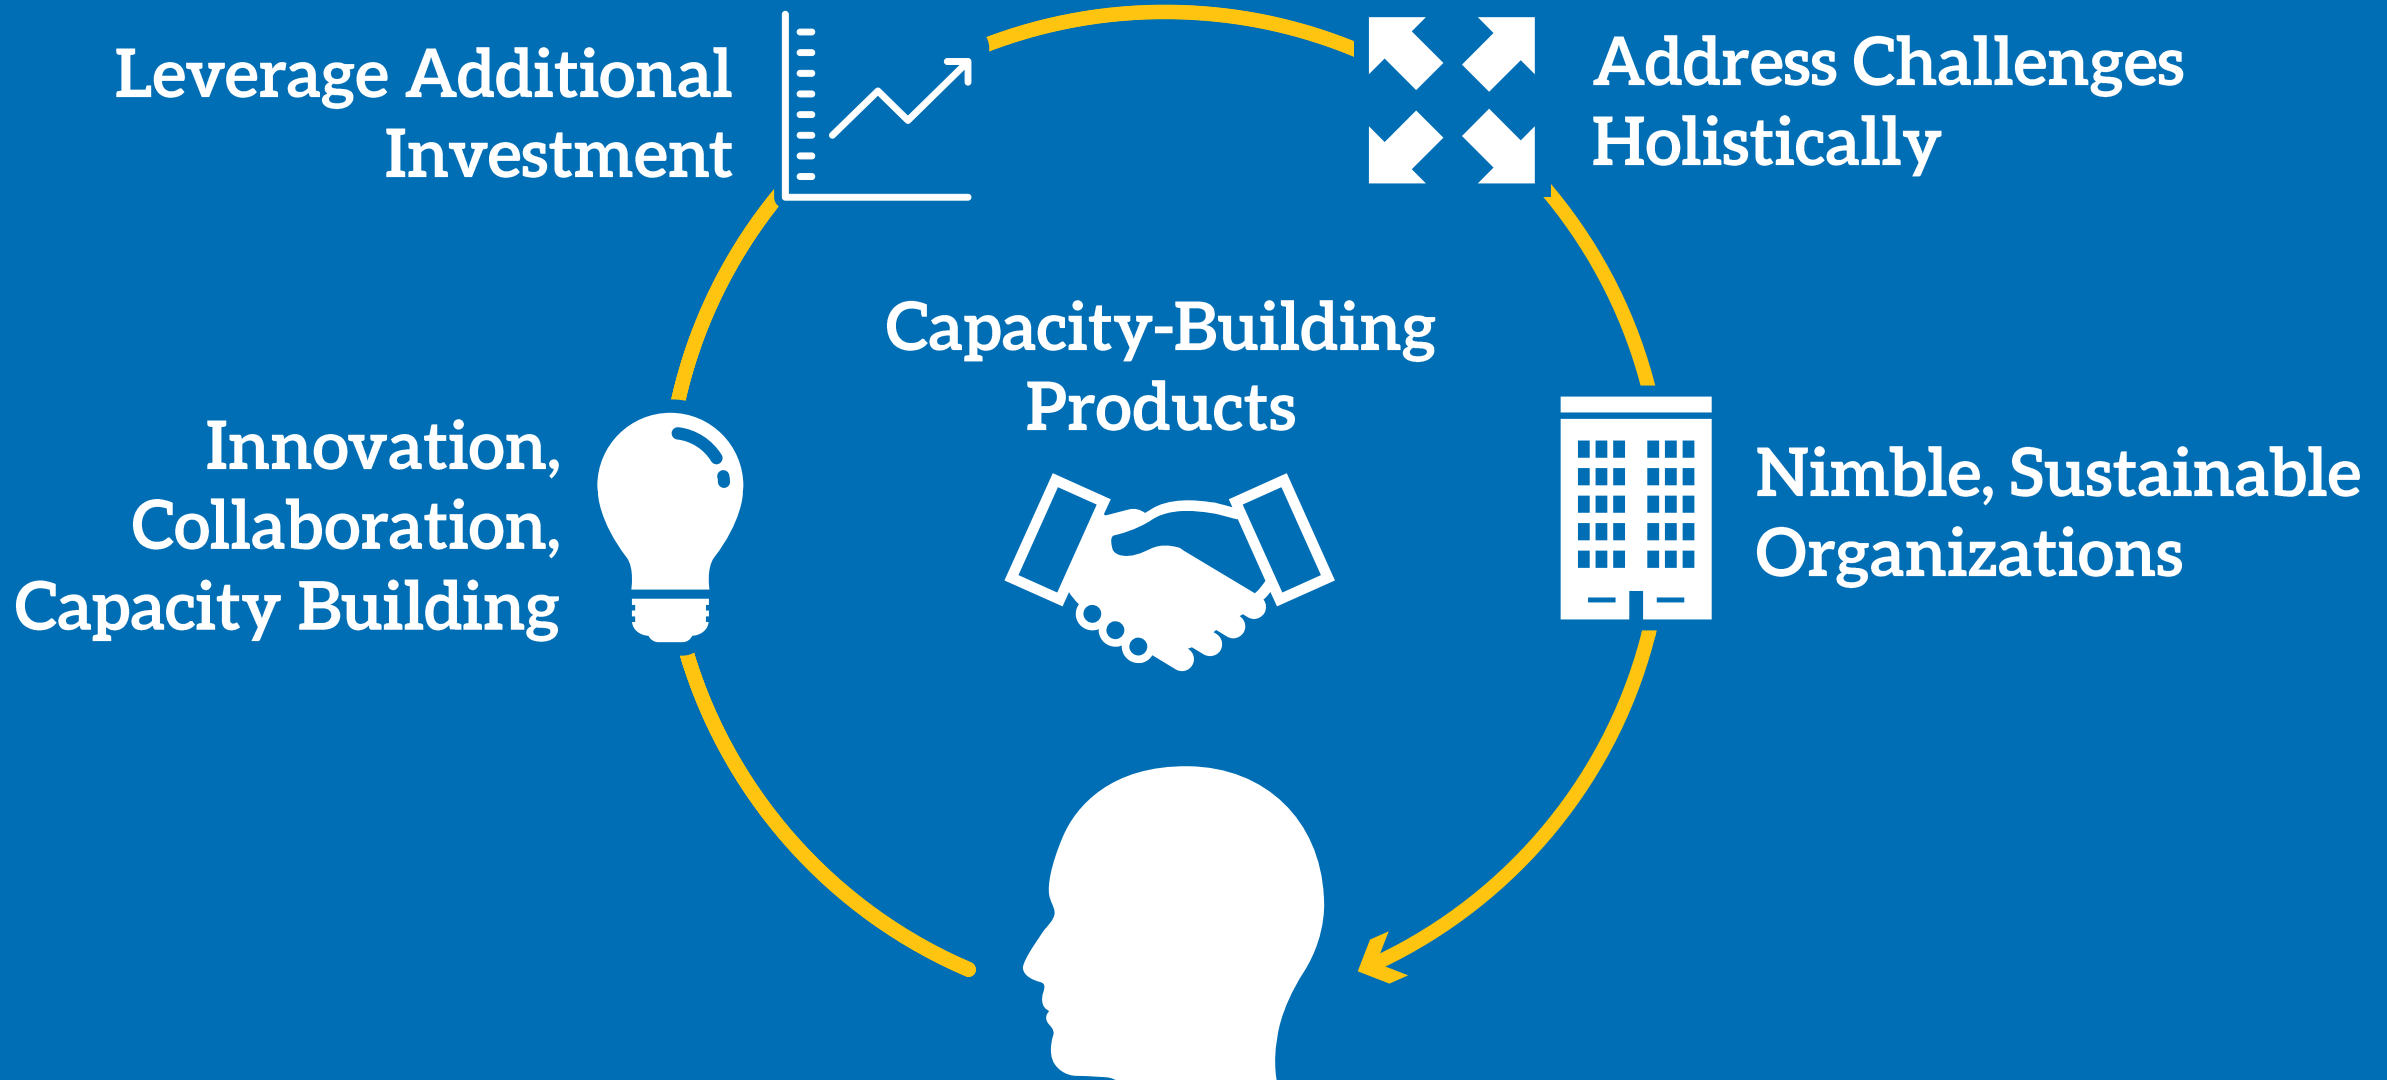 Leverage Additional
Investment
Address Challenges
Holistically
Capacity-Building
Products
Innovation,
Collaboration,
Capacity Building
Nimble, Sustainable
Organizations